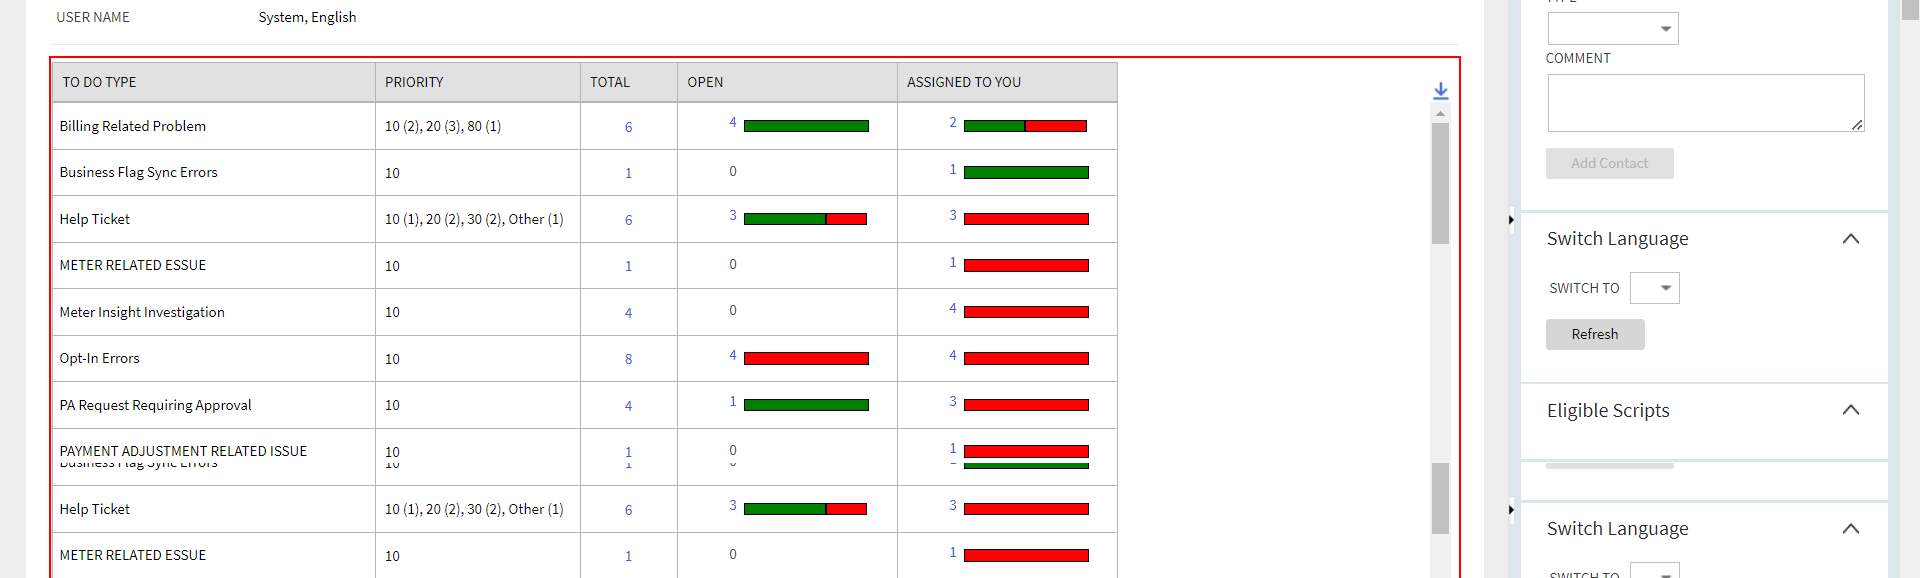 USER NAME System, English
TO DO TYPE PRIORITY TOTAL OPEN ASSIGNED TO YOU
Billing Related Problem 10 (2), 20 (3), 80 (1) 6 4 2
Business Flag Sync Errors 10 1 0 1
Help Ticket 10 (1), 20 (2), 30 (2), Other (1) 6 3 3
METER RELATED ESSUE 10 1 0 1
Meter Insight Investigation 10 4 0 4
Opt-In Errors 10 8 4 4
PA Request Requiring Approval 10 4 1 3
PAYMENT ADJUSTMENT RELATED ISSUE 10 1 0 1
Business Flag Sync Errors 10 1
Help Ticket 10 (1), 20 (2), 30 (2), Other (1) 6 3 3
METER RELATED ESSUE 10 1 0 1
COMMENT
Add Contact
Switch Language
SWITCH TO
Refresh
Eligible Scripts
Switch Language
SWITCH TO